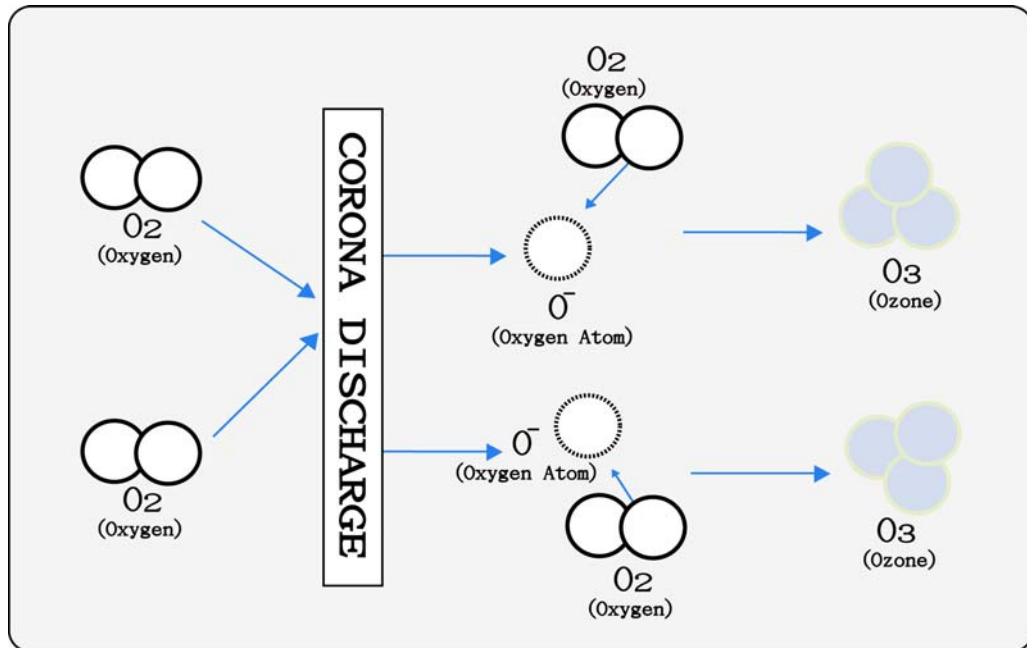 O2
(Oxygen)
O2
(Oxygen)
CORONA DISCHARGE
O2
(Oxygen)
O-
(Oxygen Atom)
O3
(Ozone)
O-
(Oxygen Atom)
O2
(Oxygen)
O3
(Ozone)